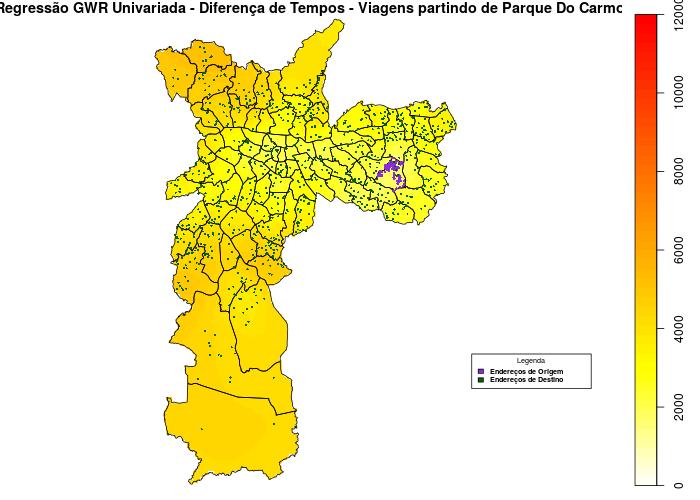 Regressão GWR Univariada - Diferença de Tempos - Viagens partindo de Parque Do Carmo
12000
10000
8000
6000
4000
2000
0
Legenda
Endereços de Origem
Endereços de Destino